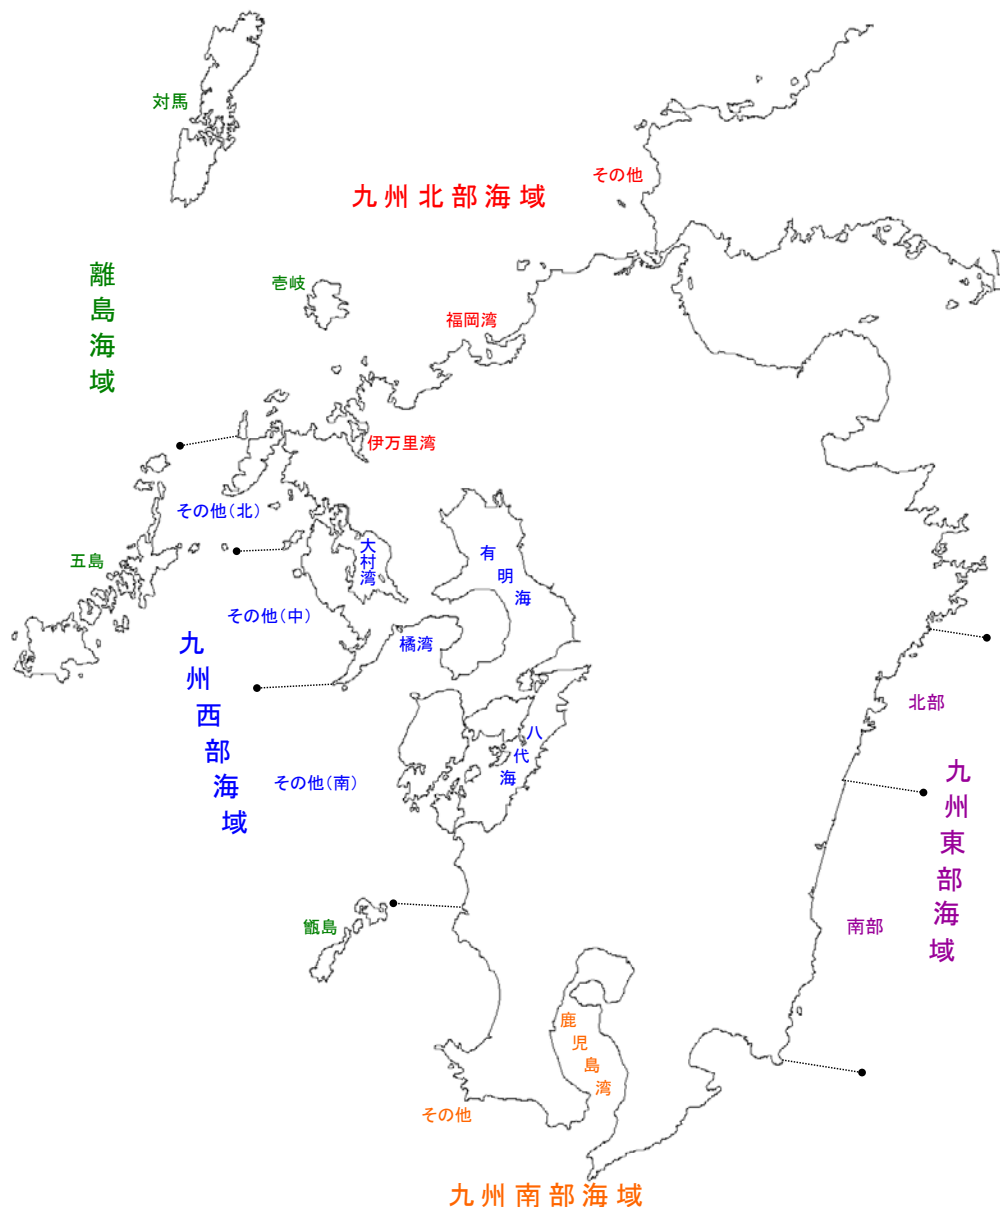 対馬
その他
九州北部海域
離島海域
壱岐
福岡湾
伊万里湾
その他(北)
大村湾
有明海
五島
その他(中)
橘湾
九州西部海域
北部
八代海
その他(南)
九州東部海域
甑島
南部
鹿児島湾
その他
九州南部海域